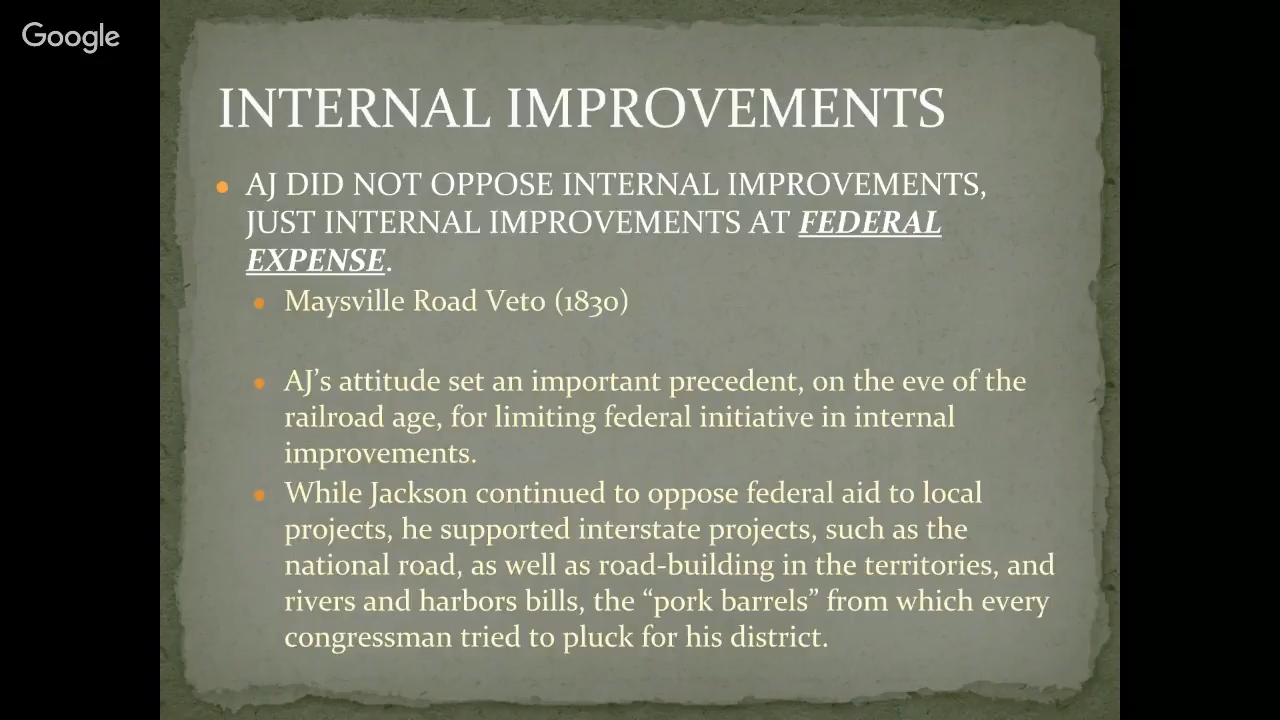 Google
INTERNAL IMPROVEMENTS
AJ DID NOT OPPOSE INTERNAL IMPROVEMENTS,
JUST INTERNAL IMPROVEMENTS AT FEDERAL
EXPENSE.
Maysville Road Veto (1830)
AJ's attitude set an important precedent, on the eve of the
railroad age, for limiting federal initiative in internal
improvements.
While Jackson continued to oppose federal aid to local
projects, he supported interstate projects, such as the
national road, as well as road-building in the territories, and
rivers and harbors bills, the “pork barrels” from which every
congressman tried to pluck for his district.